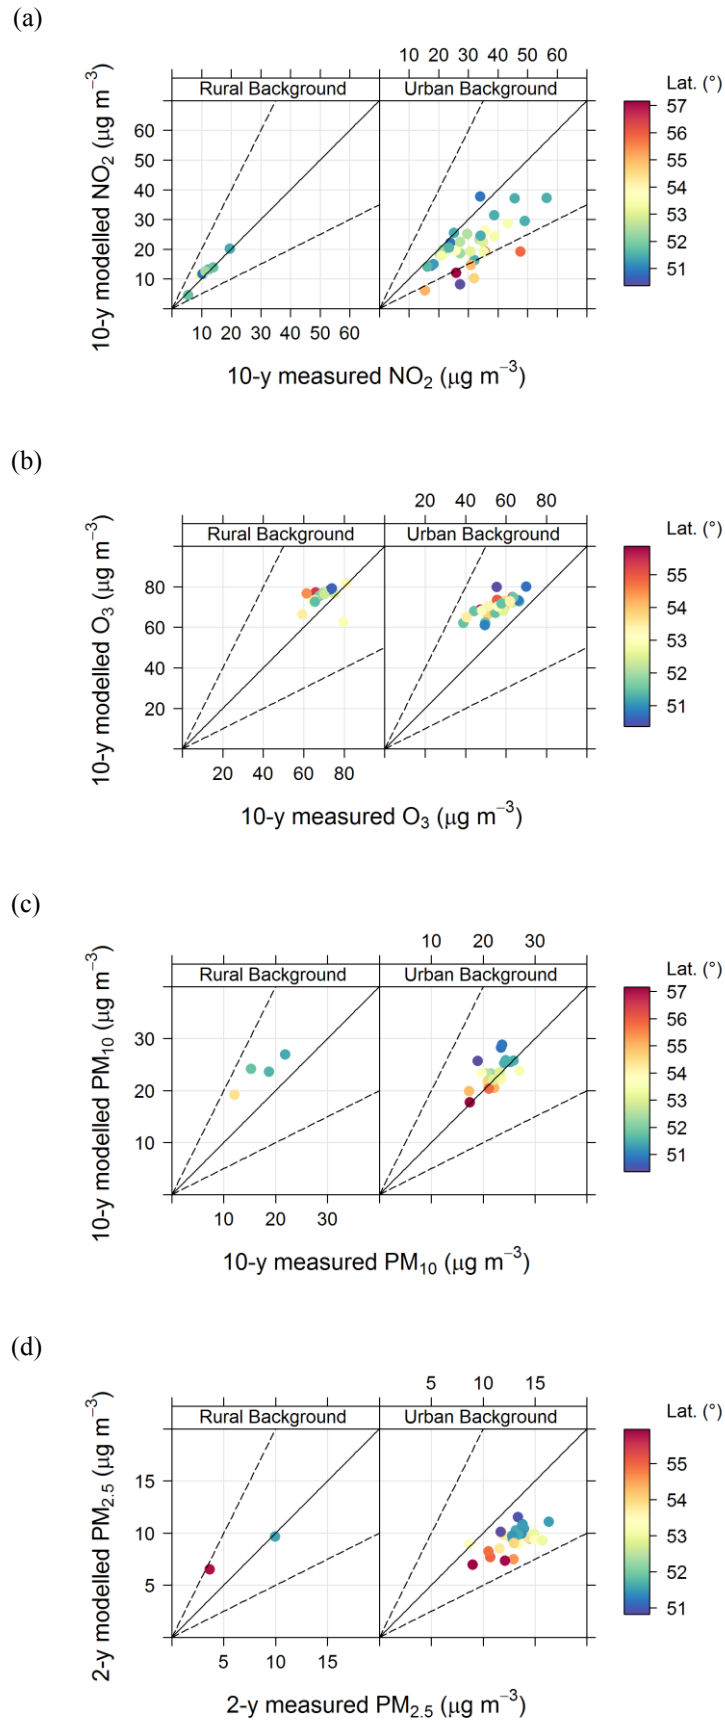 (a)
10 20 30 40 50 60
Rural Background Urban Background
Lat. (°)
10-y modelled NO₂ (μg m⁻³)
60
50
40
30
20
10
57
56
55
54
53
52
51
10 20 30 40 50 60
10-y measured NO₂ (μg m⁻³)
(b)
20 40 60 80
Rural Background Urban Background
Lat. (°)
10-y modelled O₃ (μg m⁻³)
80
60
40
20
55
54
53
52
51
20 40 60 80
10-y measured O₃ (μg m⁻³)
(c)
10 20 30
Rural Background Urban Background
Lat. (°)
10-y modelled PM₁₀ (μg m⁻³)
30
20
10
57
56
55
54
53
52
51
10 20 30
10-y measured PM₁₀ (μg m⁻³)
(d)
5 10 15
Rural Background Urban Background
Lat. (°)
2-y modelled PM₂.₅ (μg m⁻³)
15
10
5
55
54
53
52
51
5 10 15
2-y measured PM₂.₅ (μg m⁻³)